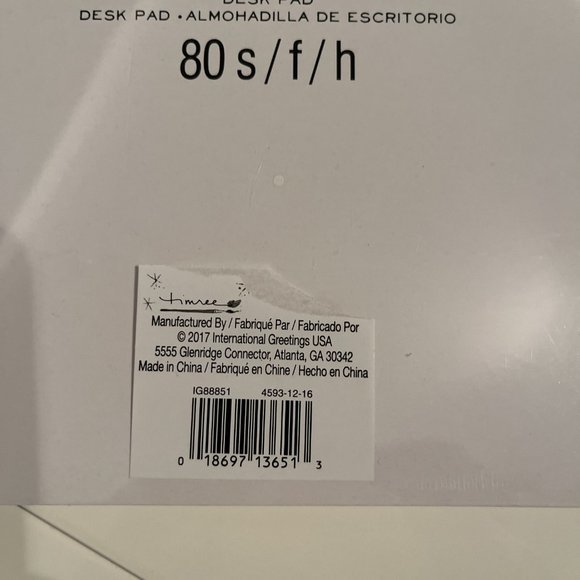 DESK PAD
DESK PAD • ALMOHADILLA DE ESCRITORIO
80 s/f/h
timree
Manufactured By / Fabriqué Par / Fabricado Por
© 2017 International Greetings USA
5555 Glenridge Connector, Atlanta, GA 30342
Made in China / Fabriqué en Chine / Hecho en China
IG88851 4593-12-16
0 18697 13651 3